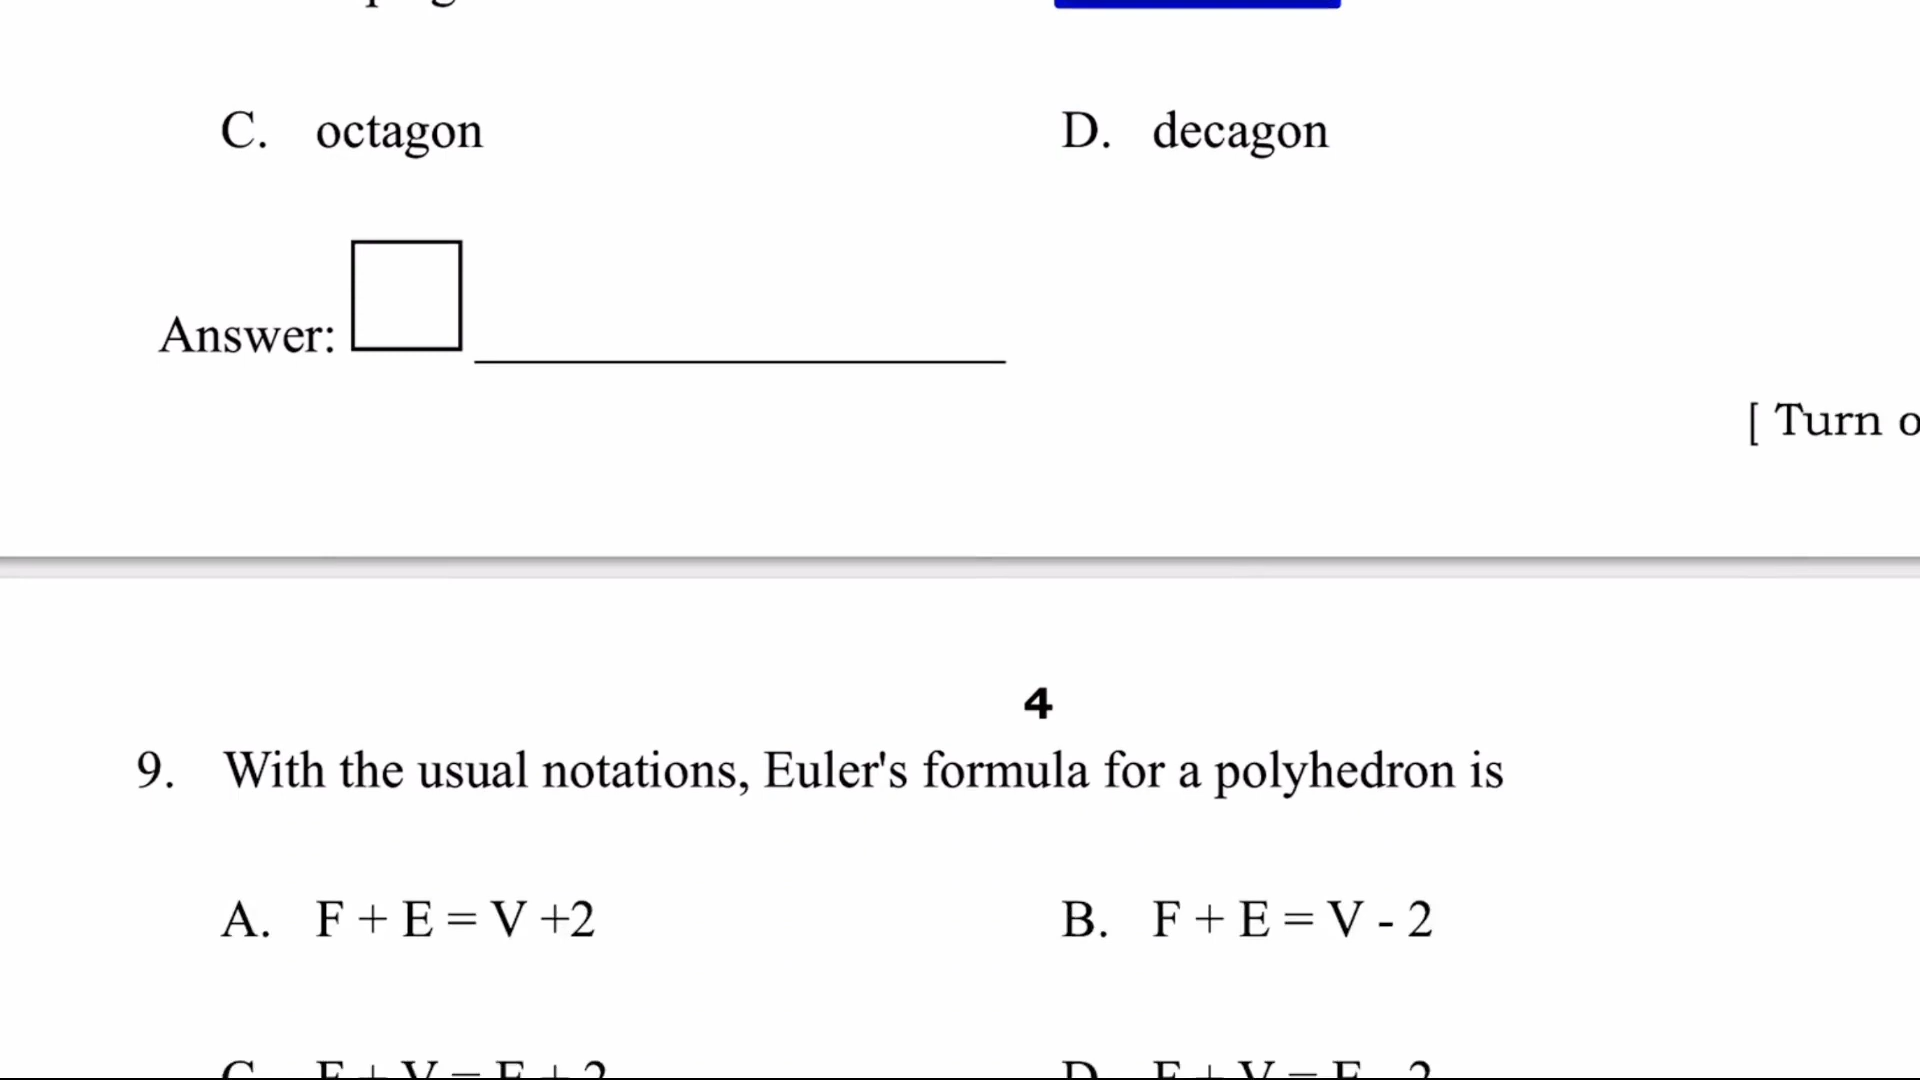 C. octagon
D. decagon
Answer:
[ Turn o
4
9. With the usual notations, Euler's formula for a polyhedron is
A. F + E = V +2
B. F + E = V - 2